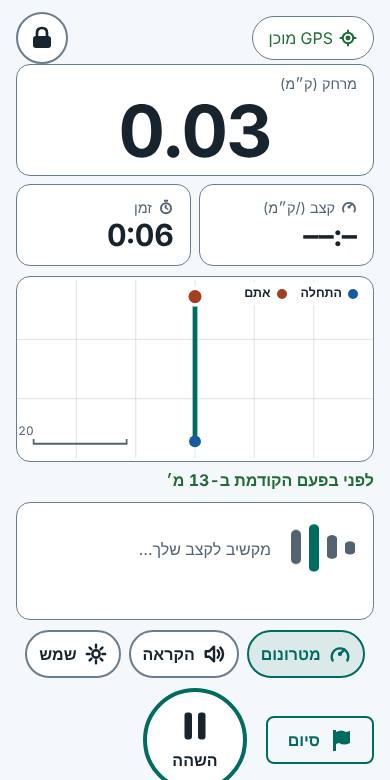 GPS מוכן
מרחק (ק״מ)
0.03
קצב (/ק״מ)
—:—
זמן
0:06
התחלה
אתם
20
לפני בפעם הקודמת ב-13 מ׳
מקשיב לקצב שלך...
מטרונום
הקראה
שמש
סיום
השהה